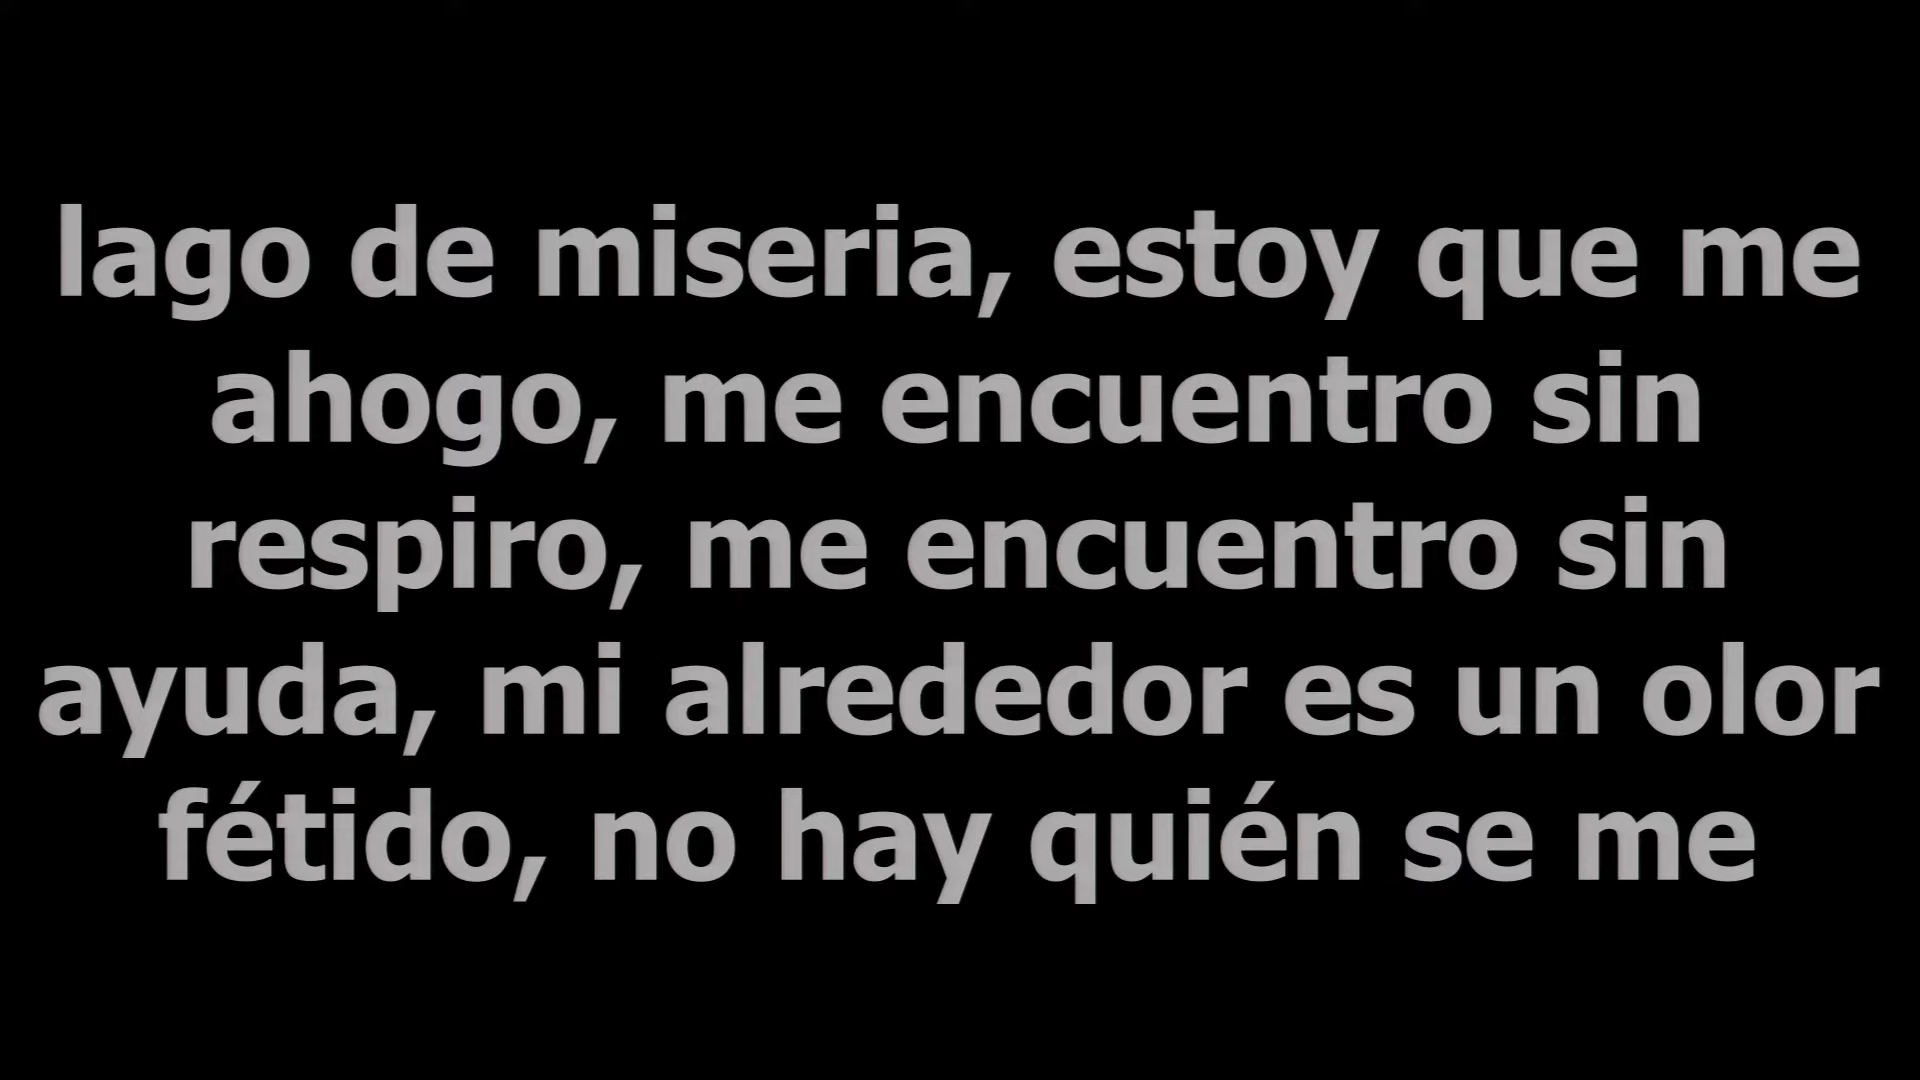 lago de miseria, estoy que me
ahogo, me encuentro sin
respiro, me encuentro sin
ayuda, mi alrededor es un olor
fétido, no hay quién se me